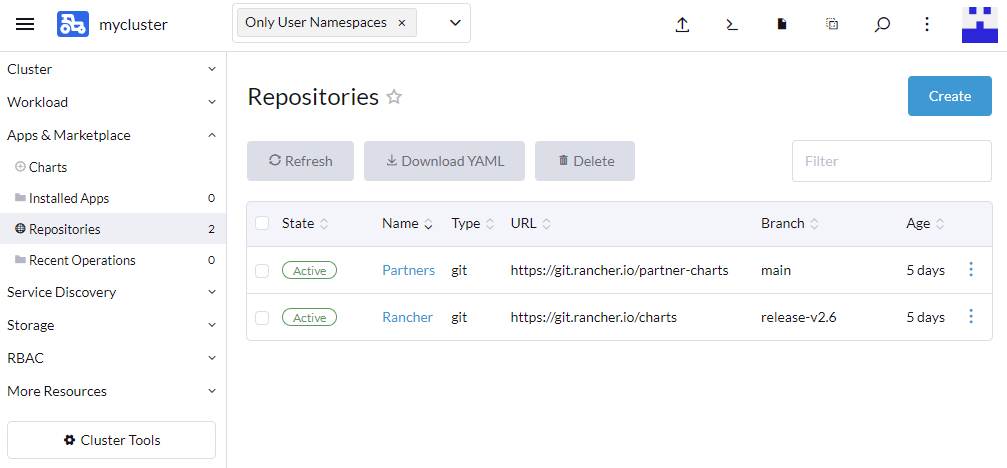 mycluster
Only User Namespaces ×
Cluster
Workload
Apps & Marketplace
Charts
Installed Apps 0
Repositories 2
Recent Operations 0
Service Discovery
Storage
RBAC
More Resources
Cluster Tools
Repositories
Create
Refresh
Download YAML
Delete
Filter
State Name Type URL Branch Age
Active Partners git https://git.rancher.io/partner-charts main 5 days
Active Rancher git https://git.rancher.io/charts release-v2.6 5 days